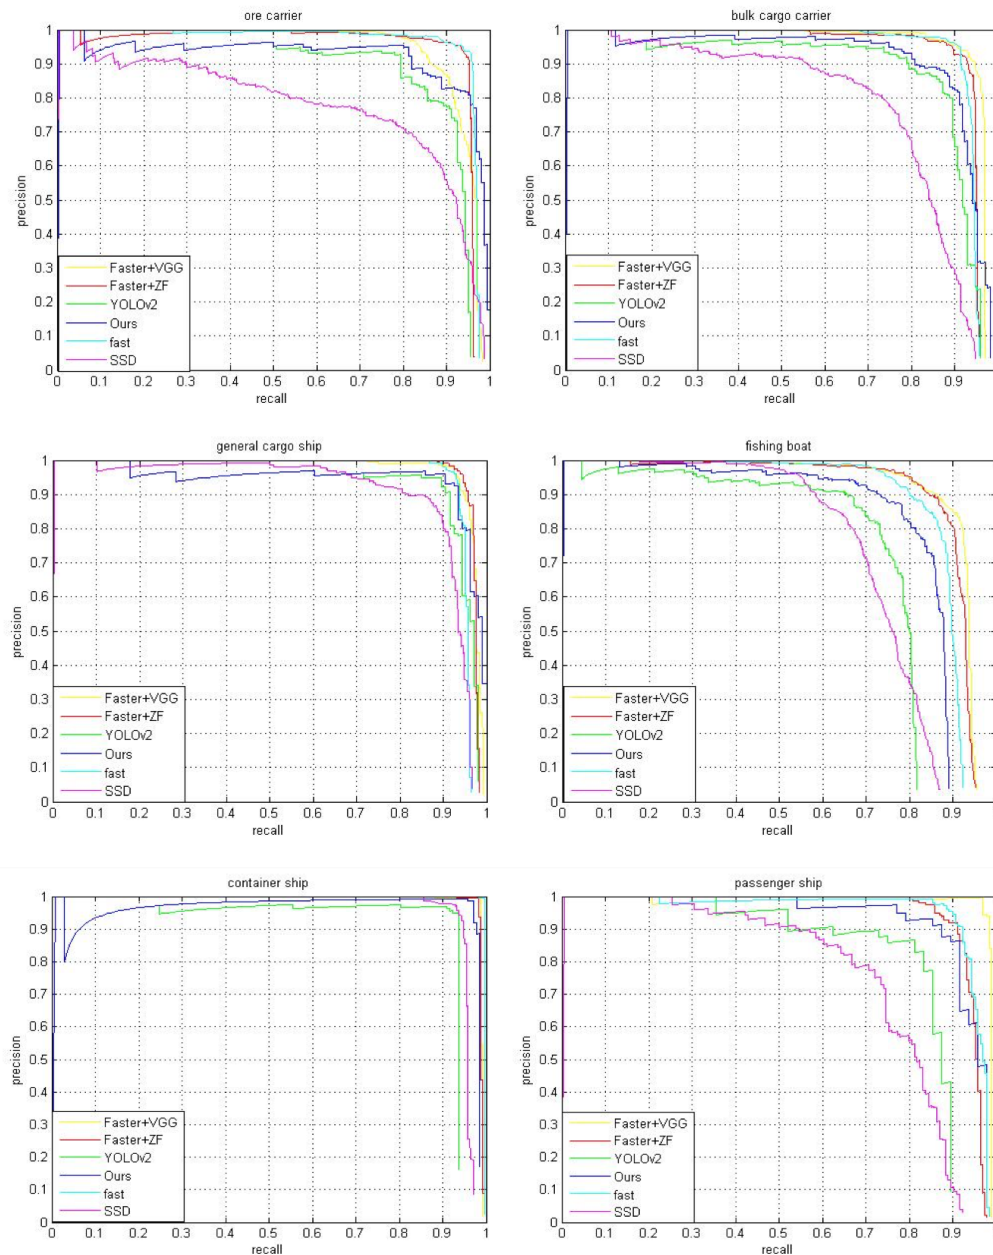 ore carrier
precision
1
0.9
0.8
0.7
0.6
0.5
0.4
0.3
0.2
0.1
0
Faster+VGG
Faster+ZF
YOLOv2
Ours
fast
SSD
0 0.1 0.2 0.3 0.4 0.5 0.6 0.7 0.8 0.9 1
recall
bulk cargo carrier
precision
1
0.9
0.8
0.7
0.6
0.5
0.4
0.3
0.2
0.1
0
Faster+VGG
Faster+ZF
YOLOv2
Ours
fast
SSD
0 0.1 0.2 0.3 0.4 0.5 0.6 0.7 0.8 0.9
recall
general cargo ship
precision
1
0.9
0.8
0.7
0.6
0.5
0.4
0.3
0.2
0.1
0
Faster+VGG
Faster+ZF
YOLOv2
Ours
fast
SSD
0 0.1 0.2 0.3 0.4 0.5 0.6 0.7 0.8 0.9 1
recall
fishing boat
precision
1
0.9
0.8
0.7
0.6
0.5
0.4
0.3
0.2
0.1
0
Faster+VGG
Faster+ZF
YOLOv2
Ours
fast
SSD
0 0.1 0.2 0.3 0.4 0.5 0.6 0.7 0.8 0.9
recall
container ship
precision
1
0.9
0.8
0.7
0.6
0.5
0.4
0.3
0.2
0.1
0
Faster+VGG
Faster+ZF
YOLOv2
Ours
fast
SSD
0 0.1 0.2 0.3 0.4 0.5 0.6 0.7 0.8 0.9 1
recall
passenger ship
precision
1
0.9
0.8
0.7
0.6
0.5
0.4
0.3
0.2
0.1
0
Faster+VGG
Faster+ZF
YOLOv2
Ours
fast
SSD
0 0.1 0.2 0.3 0.4 0.5 0.6 0.7 0.8 0.9
recall